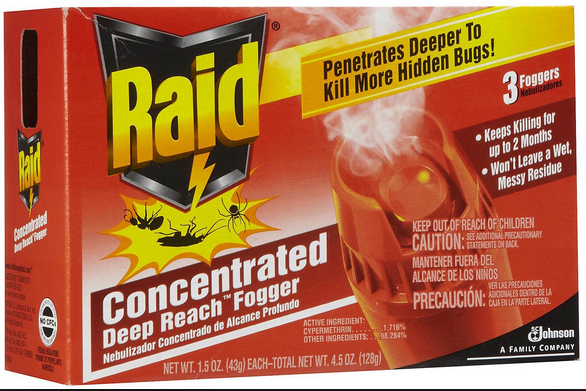 Raid
®
Penetrates Deeper To
Kill More Hidden Bugs!
3 Foggers
Nebulizadores
• Keeps Killing for
up to 2 Months
• Won't Leave a Wet,
Messy Residue
Raid
Concentrated
Deep Reach Fogger
NO CFCs
Concentrated
Deep Reach™ Fogger
Nebulizador Concentrado de Alcance Profundo
KEEP OUT OF REACH OF CHILDREN
CAUTION. SEE ADDITIONAL PRECAUTIONARY
STATEMENTS ON BACK.
MANTENER FUERA DEL
ALCANCE DE LOS NIÑOS
PRECAUCIÓN: VER LAS PRECAUCIONES
ADICIONALES DENTRO DE LA
CAJA EN LA PARTE LATERAL.
ACTIVE INGREDIENT:
CYPERMETHRIN........ 1.716%
OTHER INGREDIENTS: .. 98.284%
NET WT. 1.5 OZ. (43g) EACH–TOTAL NET WT. 4.5 OZ. (128g)
SC Johnson
A FAMILY COMPANY